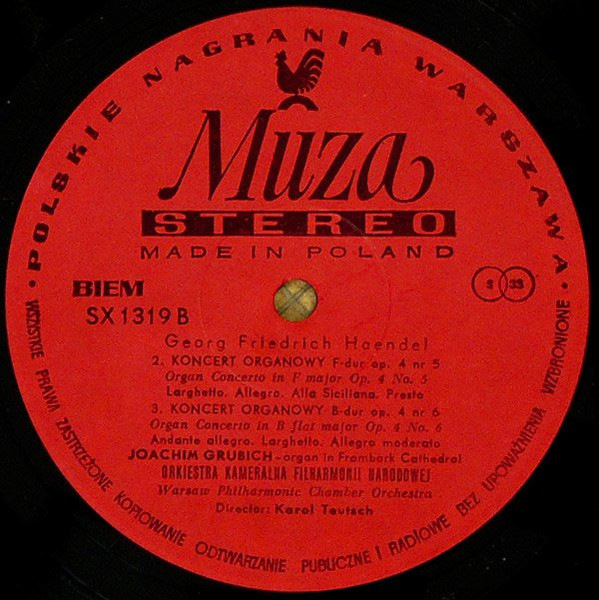 • POLSKIE NAGRANIA WARSZAWA •
Muza
STEREO
MADE IN POLAND
BIEM
SX 1319 B
S 33
Georg Friedrich Haendel
2. KONCERT ORGANOWY F-dur op. 4 nr 5
Organ Concerto in F major Op. 4 No. 5
Larghetto. Allegro. Alla Siciliana. Presto
3. KONCERT ORGANOWY B-dur op. 4 nr 6
Organ Concerto in B flat major Op. 4 No. 6
Andante allegro. Larghetto. Allegro moderato
JOACHIM GRUBICH – organ in Frombork Cathedral
ORKIESTRA KAMERALNA FILHARMONII NARODOWEJ
Warsaw Philharmonic Chamber Orchestra
Director: Karol Teutsch
WSZYSTKIE PRAWA ZASTRZEŻONE KOPIOWANIE ODTWARZANIE PUBLICZNE I RADIOWE BEZ UPOWAŻNIENIA WZBRONIONE